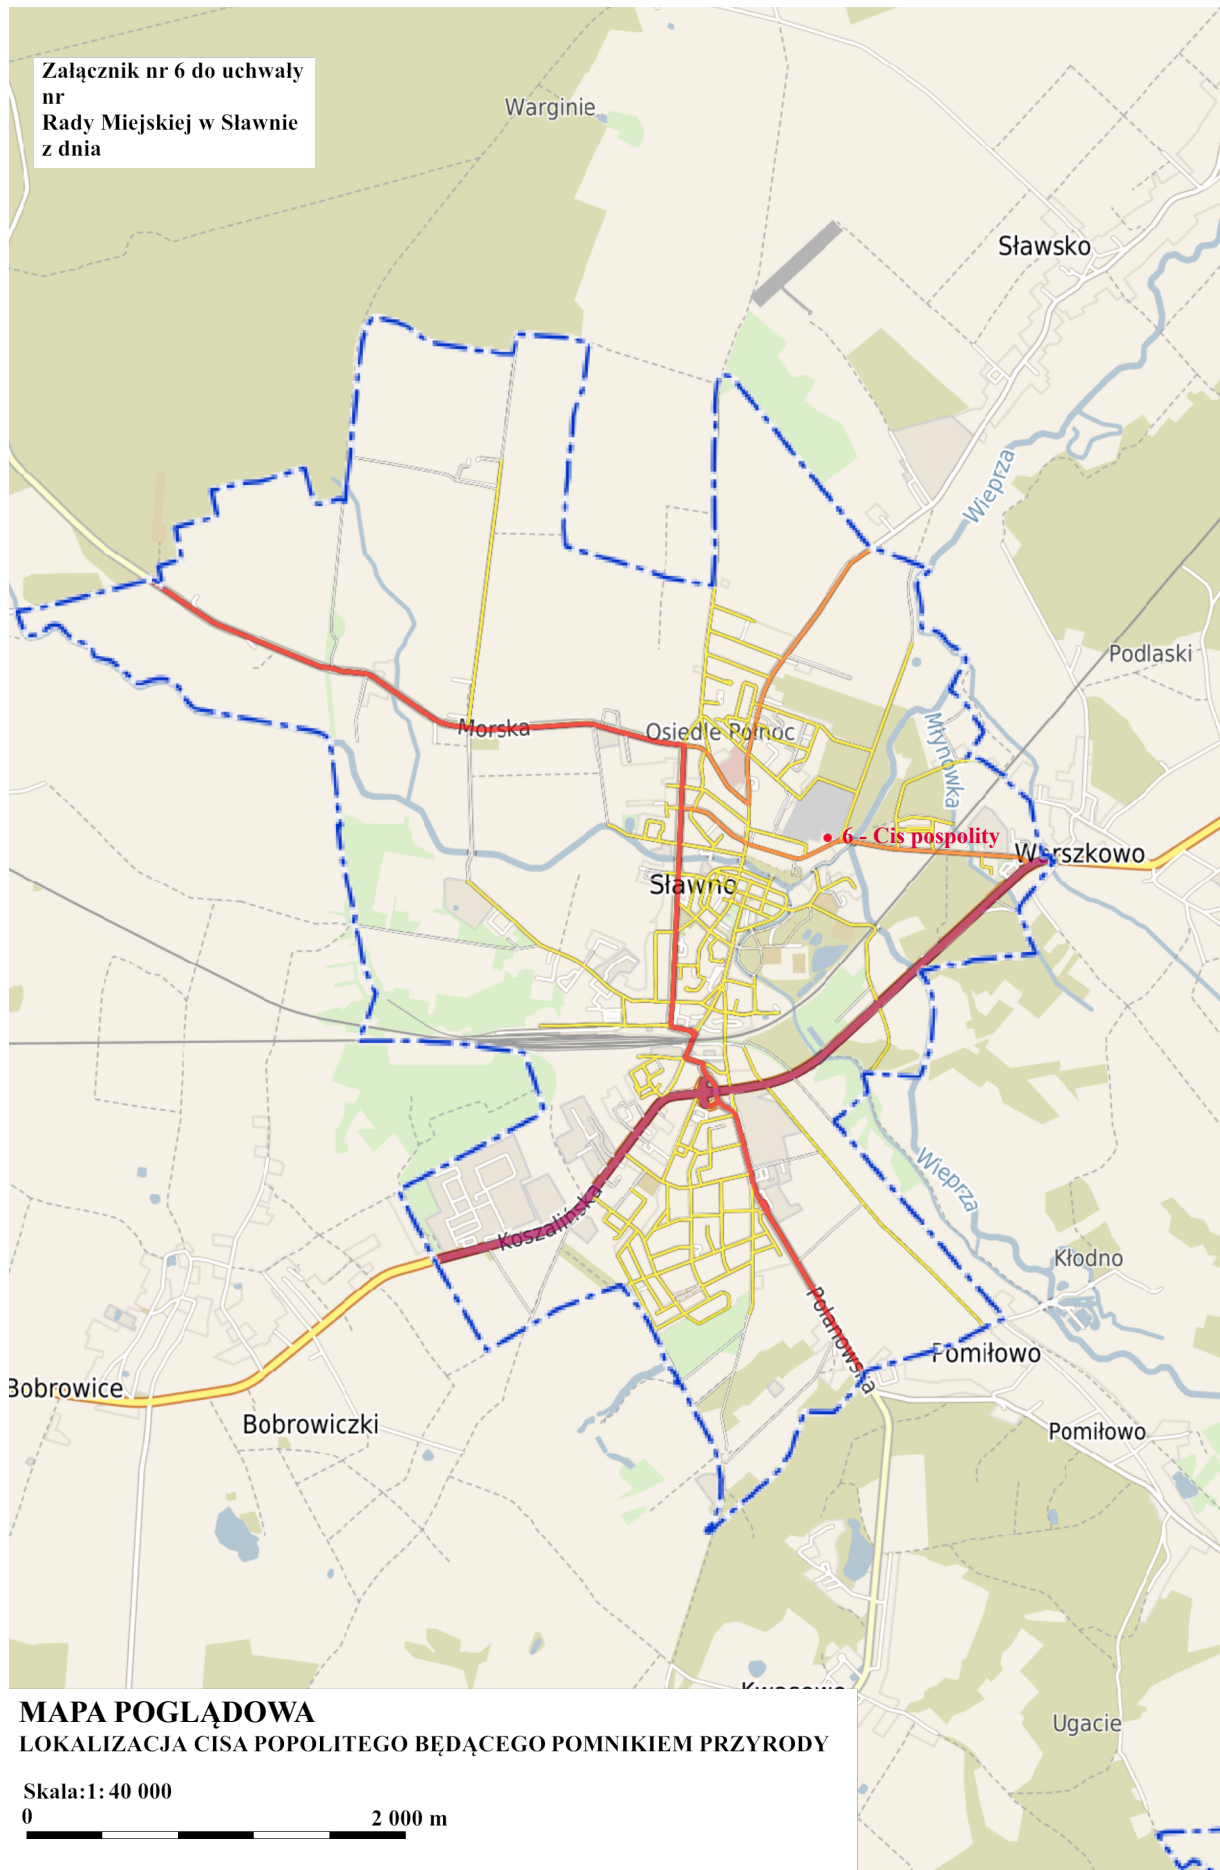 Załącznik nr 6 do uchwały
nr
Rady Miejskiej w Sławnie
z dnia
Warginie
Sławsko
Wieprza
Podlaski
Morska
Osiedle Północ
Młynówka
6 - Cis pospolity
Warszkowo
Sławno
Wieprza
Koszalińska
Kłodno
Polanowska
Pomiłowo
Bobrowice
Bobrowiczki
Pomiłowo
Kwasowo
Ugacie
MAPA POGLĄDOWA
LOKALIZACJA CISA POPOLITEGO BĘDĄCEGO POMNIKIEM PRZYRODY
Skala:1: 40 000
0
2 000 m